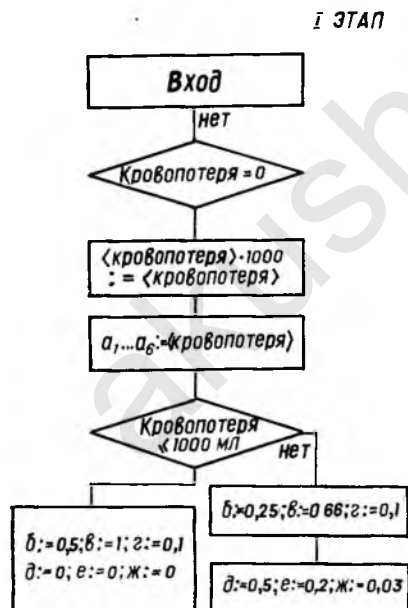 I ЭТАП
Вход
нет
Кровопотеря = 0
⟨кровопотеря⟩·1000
:= ⟨кровопотеря⟩
a₁...a₆:=⟨кровопотеря⟩
Кровопотеря
≤ 1000 мл
нет
б:=0,5; в:=1; г:=0,1
д:=0; е:=0; ж:=0
б:=0,25; в:=0 66; г:=0,1
д:=0,5; е:=0,2; ж:=0,03
akush